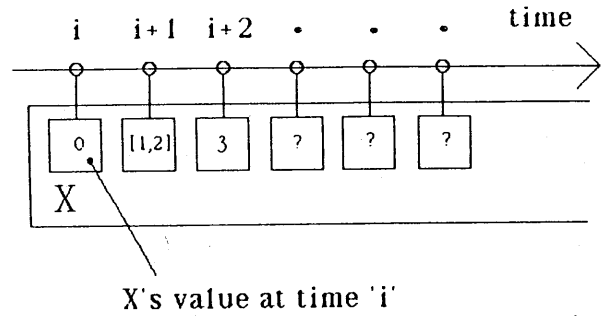 i i+1 i+2 • • • time
0 [1,2] 3 ? ? ?
X
X's value at time 'i'